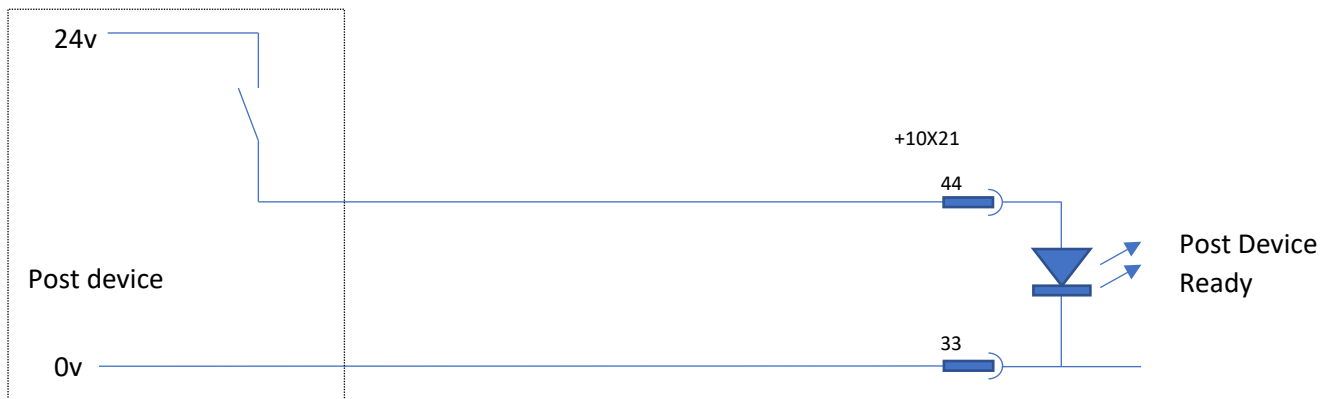 24v
+10X21
44
Post Device
Ready
Post device
33
0v